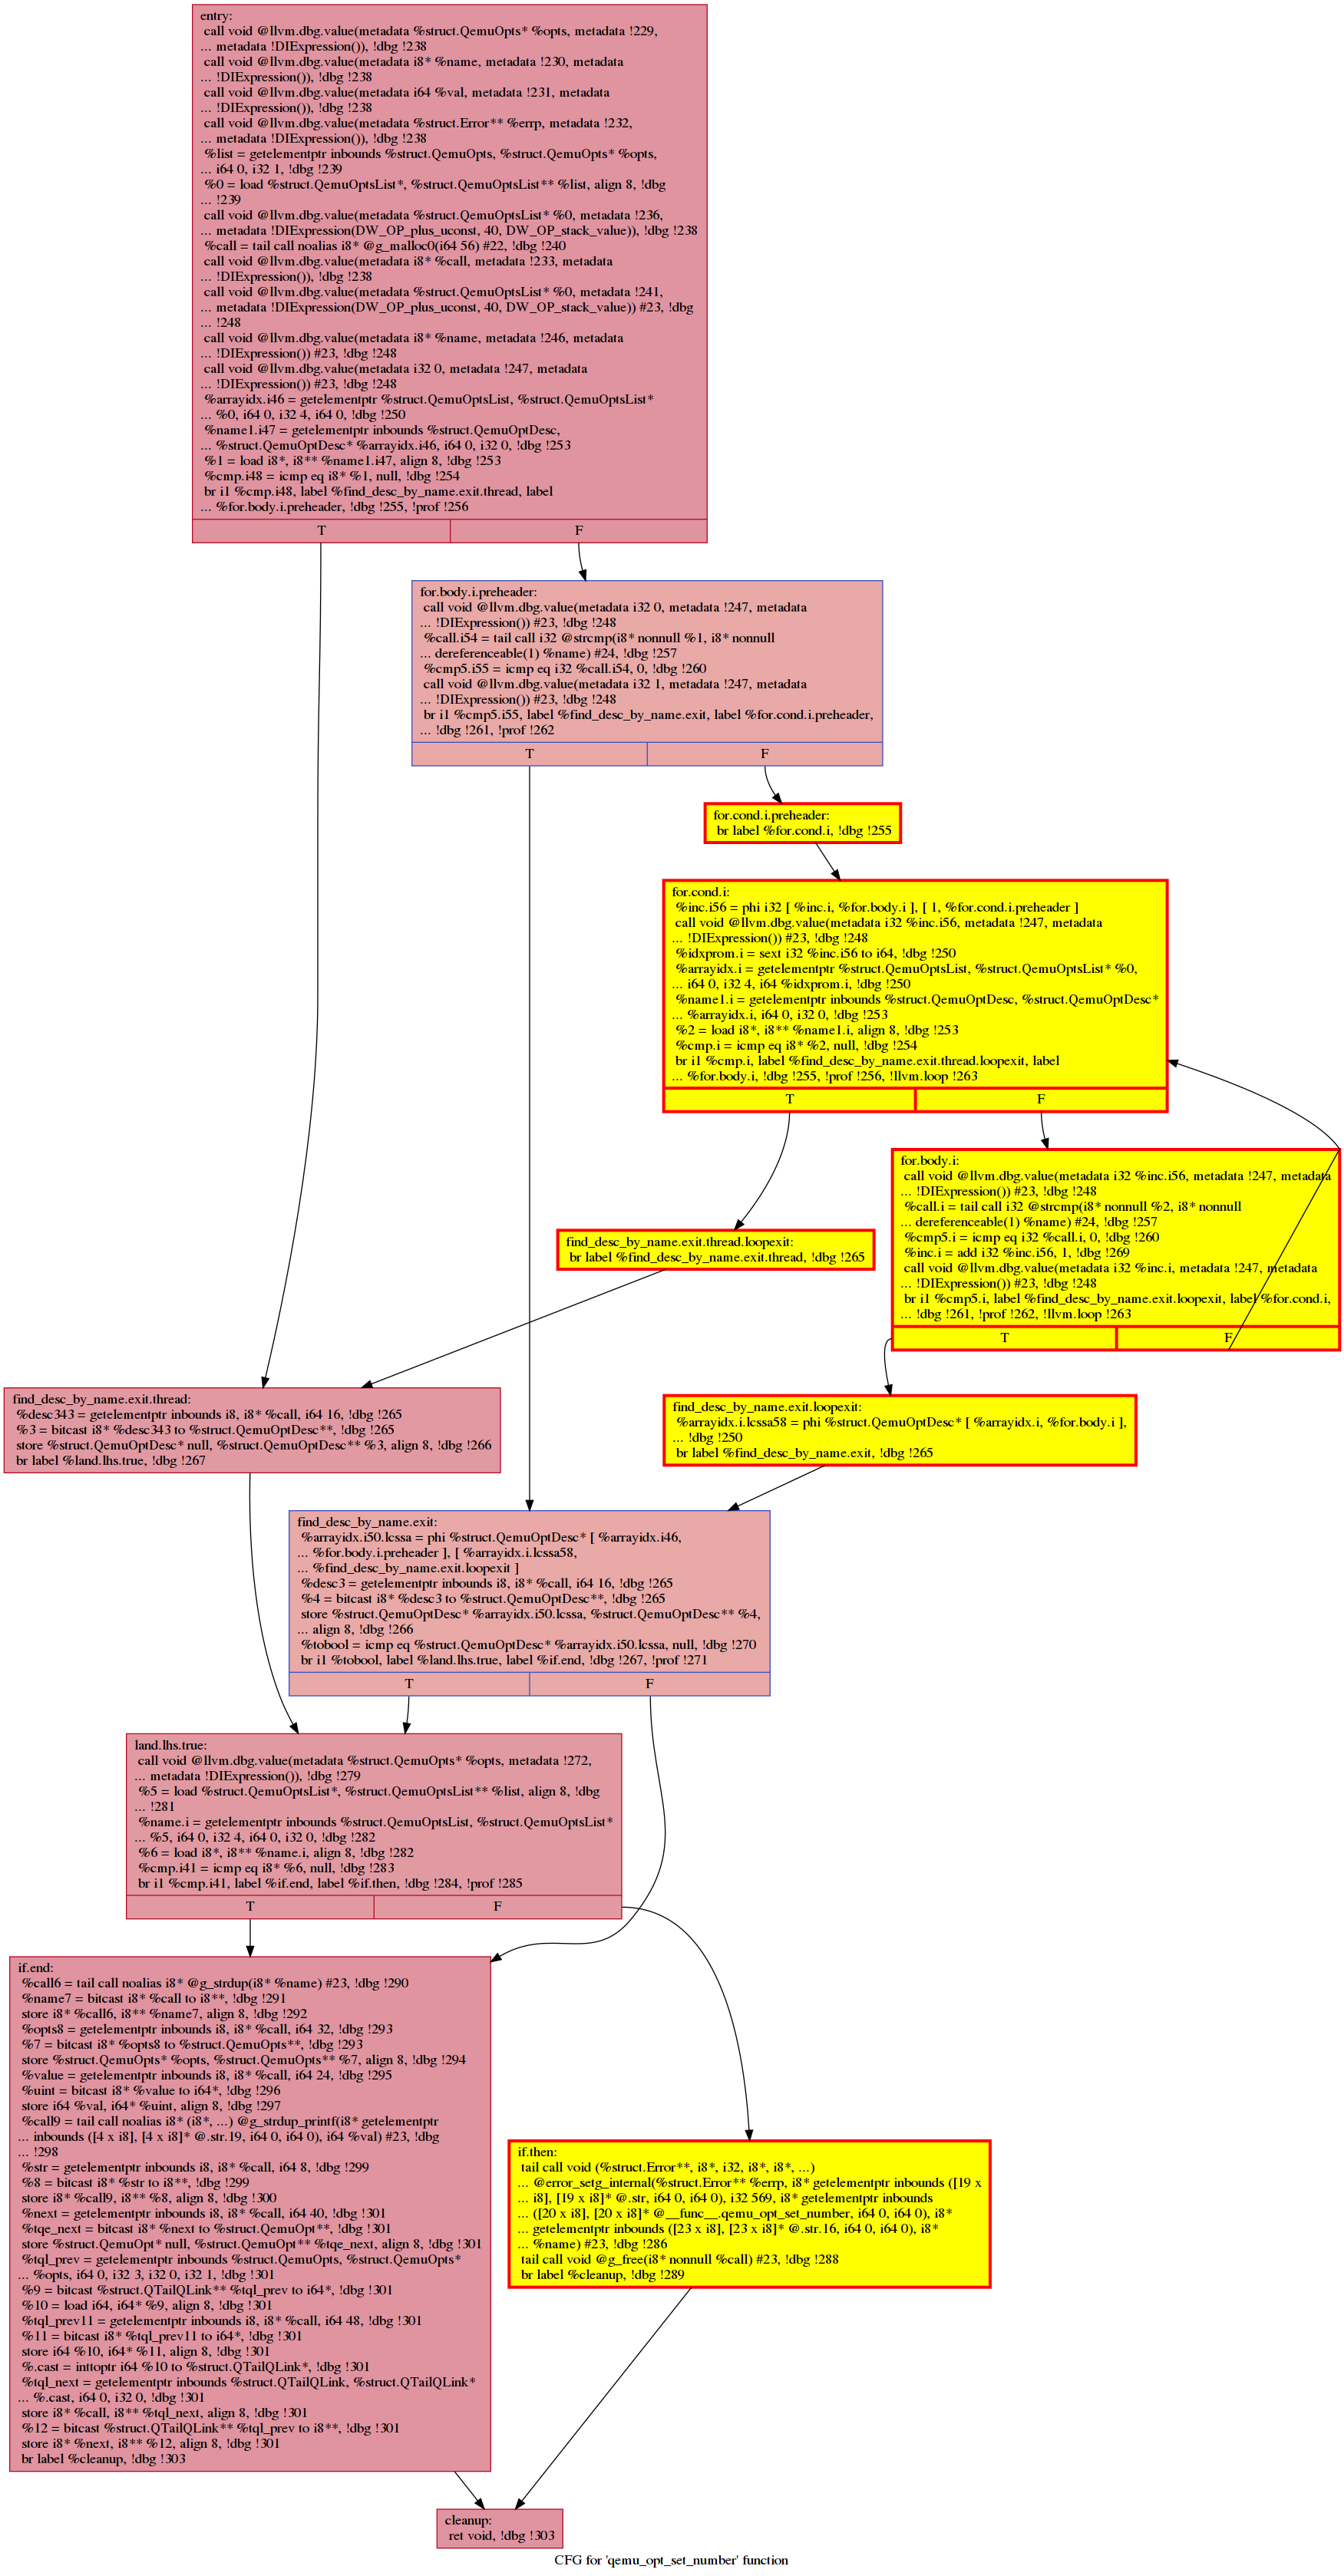 entry:
call void @llvm.dbg.value(metadata %struct.QemuOpts* %opts, metadata !229,
... metadata !DIExpression()), !dbg !238
call void @llvm.dbg.value(metadata i8* %name, metadata !230, metadata
... !DIExpression()), !dbg !238
call void @llvm.dbg.value(metadata i64 %val, metadata !231, metadata
... !DIExpression()), !dbg !238
call void @llvm.dbg.value(metadata %struct.Error** %errp, metadata !232,
... metadata !DIExpression()), !dbg !238
%list = getelementptr inbounds %struct.QemuOpts, %struct.QemuOpts* %opts,
... i64 0, i32 1, !dbg !239
%0 = load %struct.QemuOptsList*, %struct.QemuOptsList** %list, align 8, !dbg
... !239
call void @llvm.dbg.value(metadata %struct.QemuOptsList* %0, metadata !236,
... metadata !DIExpression(DW_OP_plus_uconst, 40, DW_OP_stack_value)), !dbg !238
%call = tail call noalias i8* @g_malloc0(i64 56) #22, !dbg !240
call void @llvm.dbg.value(metadata i8* %call, metadata !233, metadata
... !DIExpression()), !dbg !238
call void @llvm.dbg.value(metadata %struct.QemuOptsList* %0, metadata !241,
... metadata !DIExpression(DW_OP_plus_uconst, 40, DW_OP_stack_value)) #23, !dbg
... !248
call void @llvm.dbg.value(metadata i8* %name, metadata !246, metadata
... !DIExpression()) #23, !dbg !248
call void @llvm.dbg.value(metadata i32 0, metadata !247, metadata
... !DIExpression()) #23, !dbg !248
%arrayidx.i46 = getelementptr %struct.QemuOptsList, %struct.QemuOptsList*
... %0, i64 0, i32 4, i64 0, !dbg !250
%name1.i47 = getelementptr inbounds %struct.QemuOptDesc,
... %struct.QemuOptDesc* %arrayidx.i46, i64 0, i32 0, !dbg !253
%1 = load i8*, i8** %name1.i47, align 8, !dbg !253
%cmp.i48 = icmp eq i8* %1, null, !dbg !254
br i1 %cmp.i48, label %find_desc_by_name.exit.thread, label
... %for.body.i.preheader, !dbg !255, !prof !256
T F
for.body.i.preheader:
call void @llvm.dbg.value(metadata i32 0, metadata !247, metadata
... !DIExpression()) #23, !dbg !248
%call.i54 = tail call i32 @strcmp(i8* nonnull %1, i8* nonnull
... dereferenceable(1) %name) #24, !dbg !257
%cmp5.i55 = icmp eq i32 %call.i54, 0, !dbg !260
call void @llvm.dbg.value(metadata i32 1, metadata !247, metadata
... !DIExpression()) #23, !dbg !248
br i1 %cmp5.i55, label %find_desc_by_name.exit, label %for.cond.i.preheader,
... !dbg !261, !prof !262
T F
for.cond.i.preheader:
br label %for.cond.i, !dbg !255
for.cond.i:
%inc.i56 = phi i32 [ %inc.i, %for.body.i ], [ 1, %for.cond.i.preheader ]
call void @llvm.dbg.value(metadata i32 %inc.i56, metadata !247, metadata
... !DIExpression()) #23, !dbg !248
%idxprom.i = sext i32 %inc.i56 to i64, !dbg !250
%arrayidx.i = getelementptr %struct.QemuOptsList, %struct.QemuOptsList* %0,
... i64 0, i32 4, i64 %idxprom.i, !dbg !250
%name1.i = getelementptr inbounds %struct.QemuOptDesc, %struct.QemuOptDesc*
... %arrayidx.i, i64 0, i32 0, !dbg !253
%2 = load i8*, i8** %name1.i, align 8, !dbg !253
%cmp.i = icmp eq i8* %2, null, !dbg !254
br i1 %cmp.i, label %find_desc_by_name.exit.thread.loopexit, label
... %for.body.i, !dbg !255, !prof !256, !llvm.loop !263
T F
for.body.i:
call void @llvm.dbg.value(metadata i32 %inc.i56, metadata !247, metadata
... !DIExpression()) #23, !dbg !248
%call.i = tail call i32 @strcmp(i8* nonnull %2, i8* nonnull
... dereferenceable(1) %name) #24, !dbg !257
%cmp5.i = icmp eq i32 %call.i, 0, !dbg !260
%inc.i = add i32 %inc.i56, 1, !dbg !269
call void @llvm.dbg.value(metadata i32 %inc.i, metadata !247, metadata
... !DIExpression()) #23, !dbg !248
br i1 %cmp5.i, label %find_desc_by_name.exit.loopexit, label %for.cond.i,
... !dbg !261, !prof !262, !llvm.loop !263
T F
find_desc_by_name.exit.thread.loopexit:
br label %find_desc_by_name.exit.thread, !dbg !265
find_desc_by_name.exit.thread:
%desc343 = getelementptr inbounds i8, i8* %call, i64 16, !dbg !265
%3 = bitcast i8* %desc343 to %struct.QemuOptDesc**, !dbg !265
store %struct.QemuOptDesc* null, %struct.QemuOptDesc** %3, align 8, !dbg !266
br label %land.lhs.true, !dbg !267
find_desc_by_name.exit.loopexit:
%arrayidx.i.lcssa58 = phi %struct.QemuOptDesc* [ %arrayidx.i, %for.body.i ],
... !dbg !250
br label %find_desc_by_name.exit, !dbg !265
find_desc_by_name.exit:
%arrayidx.i50.lcssa = phi %struct.QemuOptDesc* [ %arrayidx.i46,
... %for.body.i.preheader ], [ %arrayidx.i.lcssa58,
... %find_desc_by_name.exit.loopexit ]
%desc3 = getelementptr inbounds i8, i8* %call, i64 16, !dbg !265
%4 = bitcast i8* %desc3 to %struct.QemuOptDesc**, !dbg !265
store %struct.QemuOptDesc* %arrayidx.i50.lcssa, %struct.QemuOptDesc** %4,
... align 8, !dbg !266
%tobool = icmp eq %struct.QemuOptDesc* %arrayidx.i50.lcssa, null, !dbg !270
br i1 %tobool, label %land.lhs.true, label %if.end, !dbg !267, !prof !271
T F
land.lhs.true:
call void @llvm.dbg.value(metadata %struct.QemuOpts* %opts, metadata !272,
... metadata !DIExpression()), !dbg !279
%5 = load %struct.QemuOptsList*, %struct.QemuOptsList** %list, align 8, !dbg
... !281
%name.i = getelementptr inbounds %struct.QemuOptsList, %struct.QemuOptsList*
... %5, i64 0, i32 4, i64 0, i32 0, !dbg !282
%6 = load i8*, i8** %name.i, align 8, !dbg !282
%cmp.i41 = icmp eq i8* %6, null, !dbg !283
br i1 %cmp.i41, label %if.end, label %if.then, !dbg !284, !prof !285
T F
if.end:
%call6 = tail call noalias i8* @g_strdup(i8* %name) #23, !dbg !290
%name7 = bitcast i8* %call to i8**, !dbg !291
store i8* %call6, i8** %name7, align 8, !dbg !292
%opts8 = getelementptr inbounds i8, i8* %call, i64 32, !dbg !293
%7 = bitcast i8* %opts8 to %struct.QemuOpts**, !dbg !293
store %struct.QemuOpts* %opts, %struct.QemuOpts** %7, align 8, !dbg !294
%value = getelementptr inbounds i8, i8* %call, i64 24, !dbg !295
%uint = bitcast i8* %value to i64*, !dbg !296
store i64 %val, i64* %uint, align 8, !dbg !297
%call9 = tail call noalias i8* (i8*, ...) @g_strdup_printf(i8* getelementptr
... inbounds ([4 x i8], [4 x i8]* @.str.19, i64 0, i64 0), i64 %val) #23, !dbg
... !298
%str = getelementptr inbounds i8, i8* %call, i64 8, !dbg !299
%8 = bitcast i8* %str to i8**, !dbg !299
store i8* %call9, i8** %8, align 8, !dbg !300
%next = getelementptr inbounds i8, i8* %call, i64 40, !dbg !301
%tqe_next = bitcast i8* %next to %struct.QemuOpt**, !dbg !301
store %struct.QemuOpt* null, %struct.QemuOpt** %tqe_next, align 8, !dbg !301
%tql_prev = getelementptr inbounds %struct.QemuOpts, %struct.QemuOpts*
... %opts, i64 0, i32 3, i32 0, i32 1, !dbg !301
%9 = bitcast %struct.QTailQLink** %tql_prev to i64*, !dbg !301
%10 = load i64, i64* %9, align 8, !dbg !301
%tql_prev11 = getelementptr inbounds i8, i8* %call, i64 48, !dbg !301
%11 = bitcast i8* %tql_prev11 to i64*, !dbg !301
store i64 %10, i64* %11, align 8, !dbg !301
%.cast = inttoptr i64 %10 to %struct.QTailQLink*, !dbg !301
%tql_next = getelementptr inbounds %struct.QTailQLink, %struct.QTailQLink*
... %.cast, i64 0, i32 0, !dbg !301
store i8* %call, i8** %tql_next, align 8, !dbg !301
%12 = bitcast %struct.QTailQLink** %tql_prev to i8**, !dbg !301
store i8* %next, i8** %12, align 8, !dbg !301
br label %cleanup, !dbg !303
if.then:
tail call void (%struct.Error**, i8*, i32, i8*, i8*, ...)
... @error_setg_internal(%struct.Error** %errp, i8* getelementptr inbounds ([19 x
... i8], [19 x i8]* @.str, i64 0, i64 0), i32 569, i8* getelementptr inbounds
... ([20 x i8], [20 x i8]* @__func__.qemu_opt_set_number, i64 0, i64 0), i8*
... getelementptr inbounds ([23 x i8], [23 x i8]* @.str.16, i64 0, i64 0), i8*
... %name) #23, !dbg !286
tail call void @g_free(i8* nonnull %call) #23, !dbg !288
br label %cleanup, !dbg !289
cleanup:
ret void, !dbg !303
CFG for 'qemu_opt_set_number' function